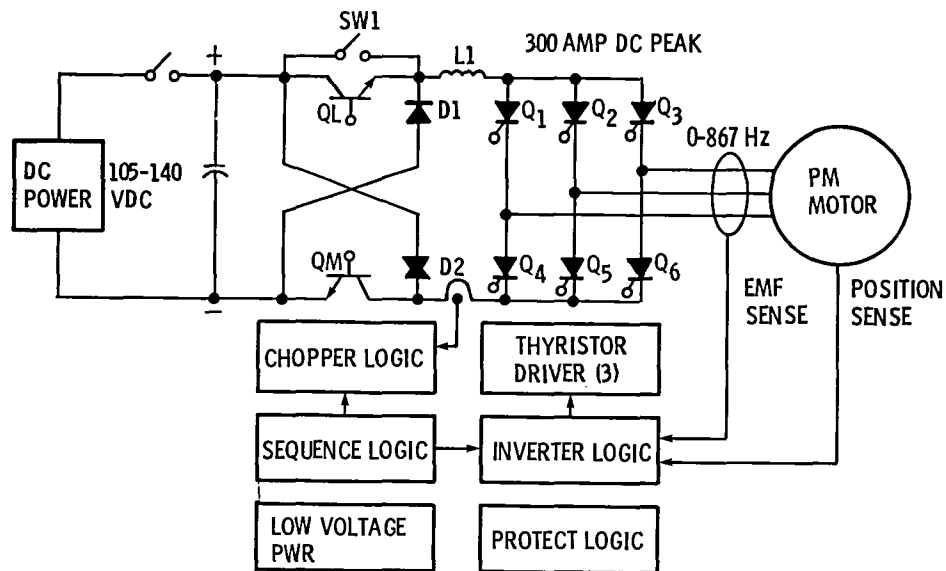 SW1
300 AMP DC PEAK
L1
+
QL
D1
Q1
Q2
Q3
0-867 Hz
DC
POWER
105-140
VDC
PM
MOTOR
QM
D2
Q4
Q5
Q6
−
EMF
SENSE
POSITION
SENSE
CHOPPER LOGIC
THYRISTOR
DRIVER (3)
SEQUENCE LOGIC
INVERTER LOGIC
LOW VOLTAGE
PWR
PROTECT LOGIC